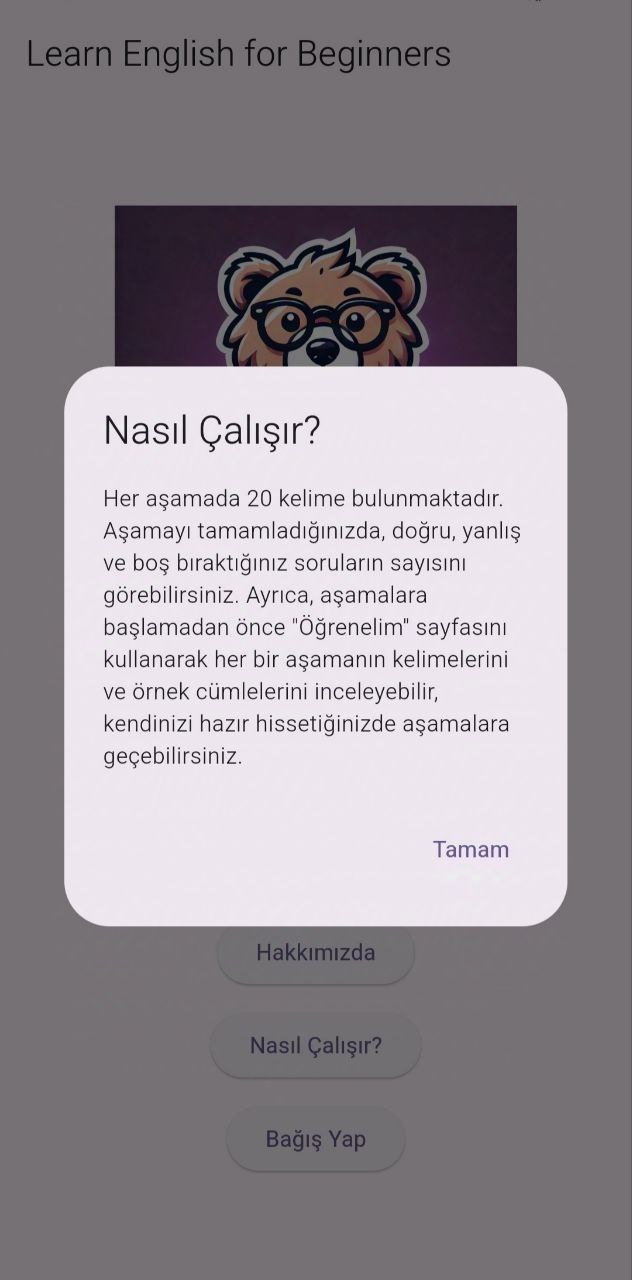 Learn English for Beginners
Nasıl Çalışır?
Her aşamada 20 kelime bulunmaktadır.
Aşamayı tamamladığınızda, doğru, yanlış
ve boş bıraktığınız soruların sayısını
görebilirsiniz. Ayrıca, aşamalara
başlamadan önce "Öğrenelim" sayfasını
kullanarak her bir aşamanın kelimelerini
ve örnek cümlelerini inceleyebilir,
kendinizi hazır hissetiğinizde aşamalara
geçebilirsiniz.
Tamam
Hakkımızda
Nasıl Çalışır?
Bağış Yap